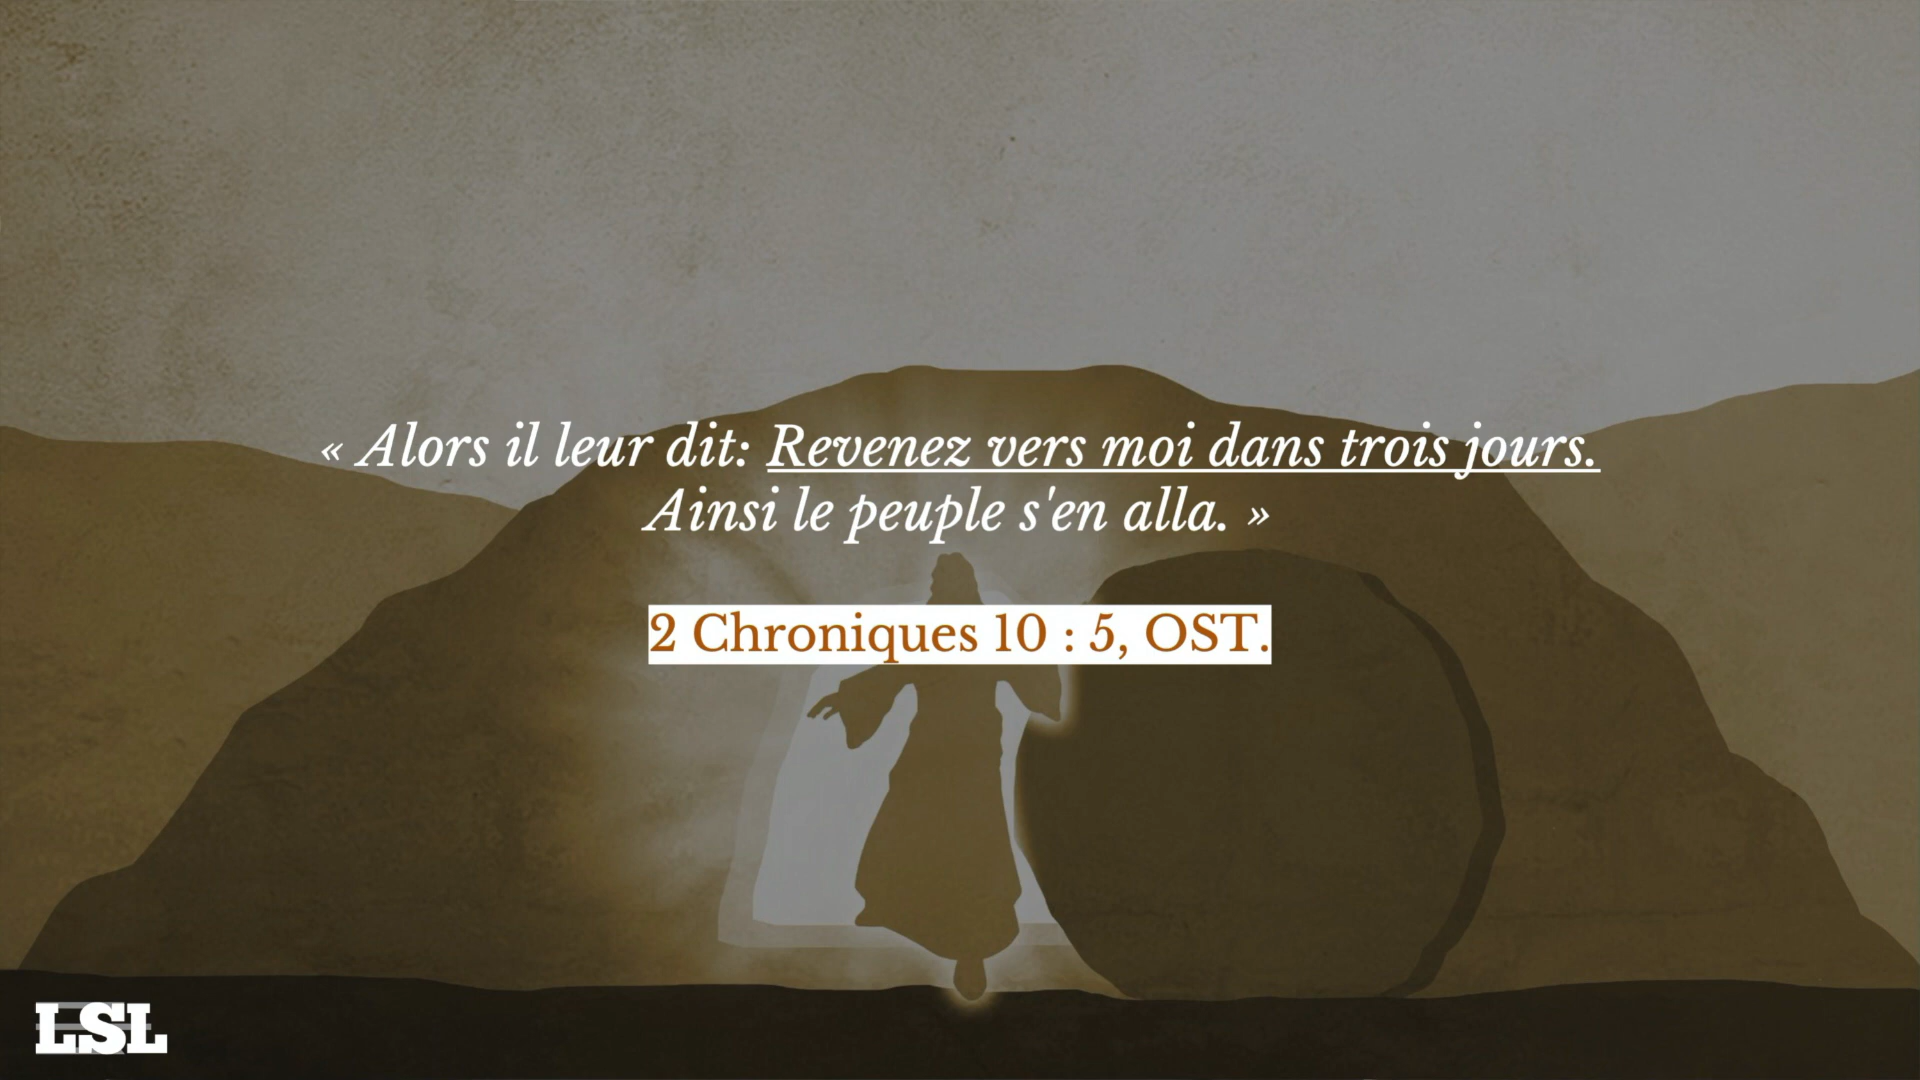 « Alors il leur dit: Revenez vers moi dans trois jours.
Ainsi le peuple s'en alla. »
2 Chroniques 10 : 5, OST.
LSL